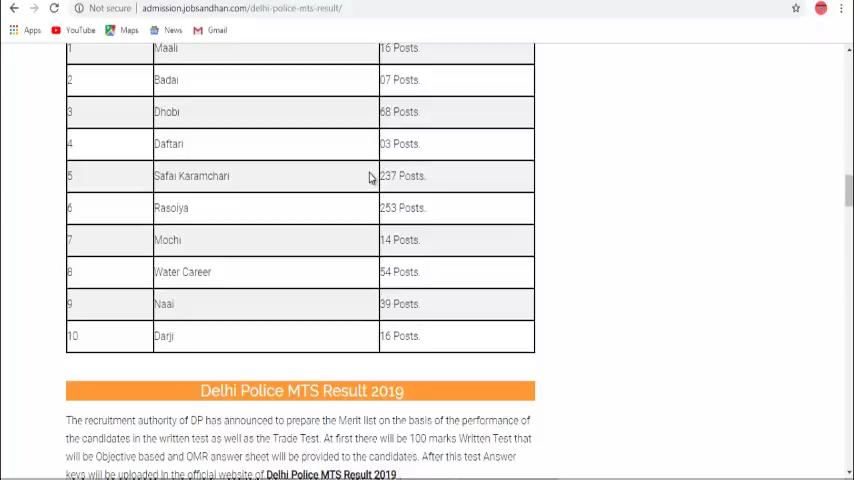 Not secure | admission.jobsandhan.com/delhi-police-mts-result/
Apps YouTube Maps News Gmail
1 Maali 16 Posts.
2 Badai 07 Posts.
3 Dhobi 68 Posts.
4 Daftari 03 Posts.
5 Safai Karamchari 237 Posts.
6 Rasoiya 253 Posts.
7 Mochi 14 Posts.
8 Water Career 54 Posts.
9 Naai 39 Posts.
10 Darji 16 Posts.
Delhi Police MTS Result 2019
The recruitment authority of DP has announced to prepare the Merit list on the basis of the performance of
the candidates in the written test as well as the Trade Test. At first there will be 100 marks Written Test that
will be Objective based and OMR answer sheet will be provided to the candidates. After this test Answer
keys will be uploaded in the official website of Delhi Police MTS Result 2019